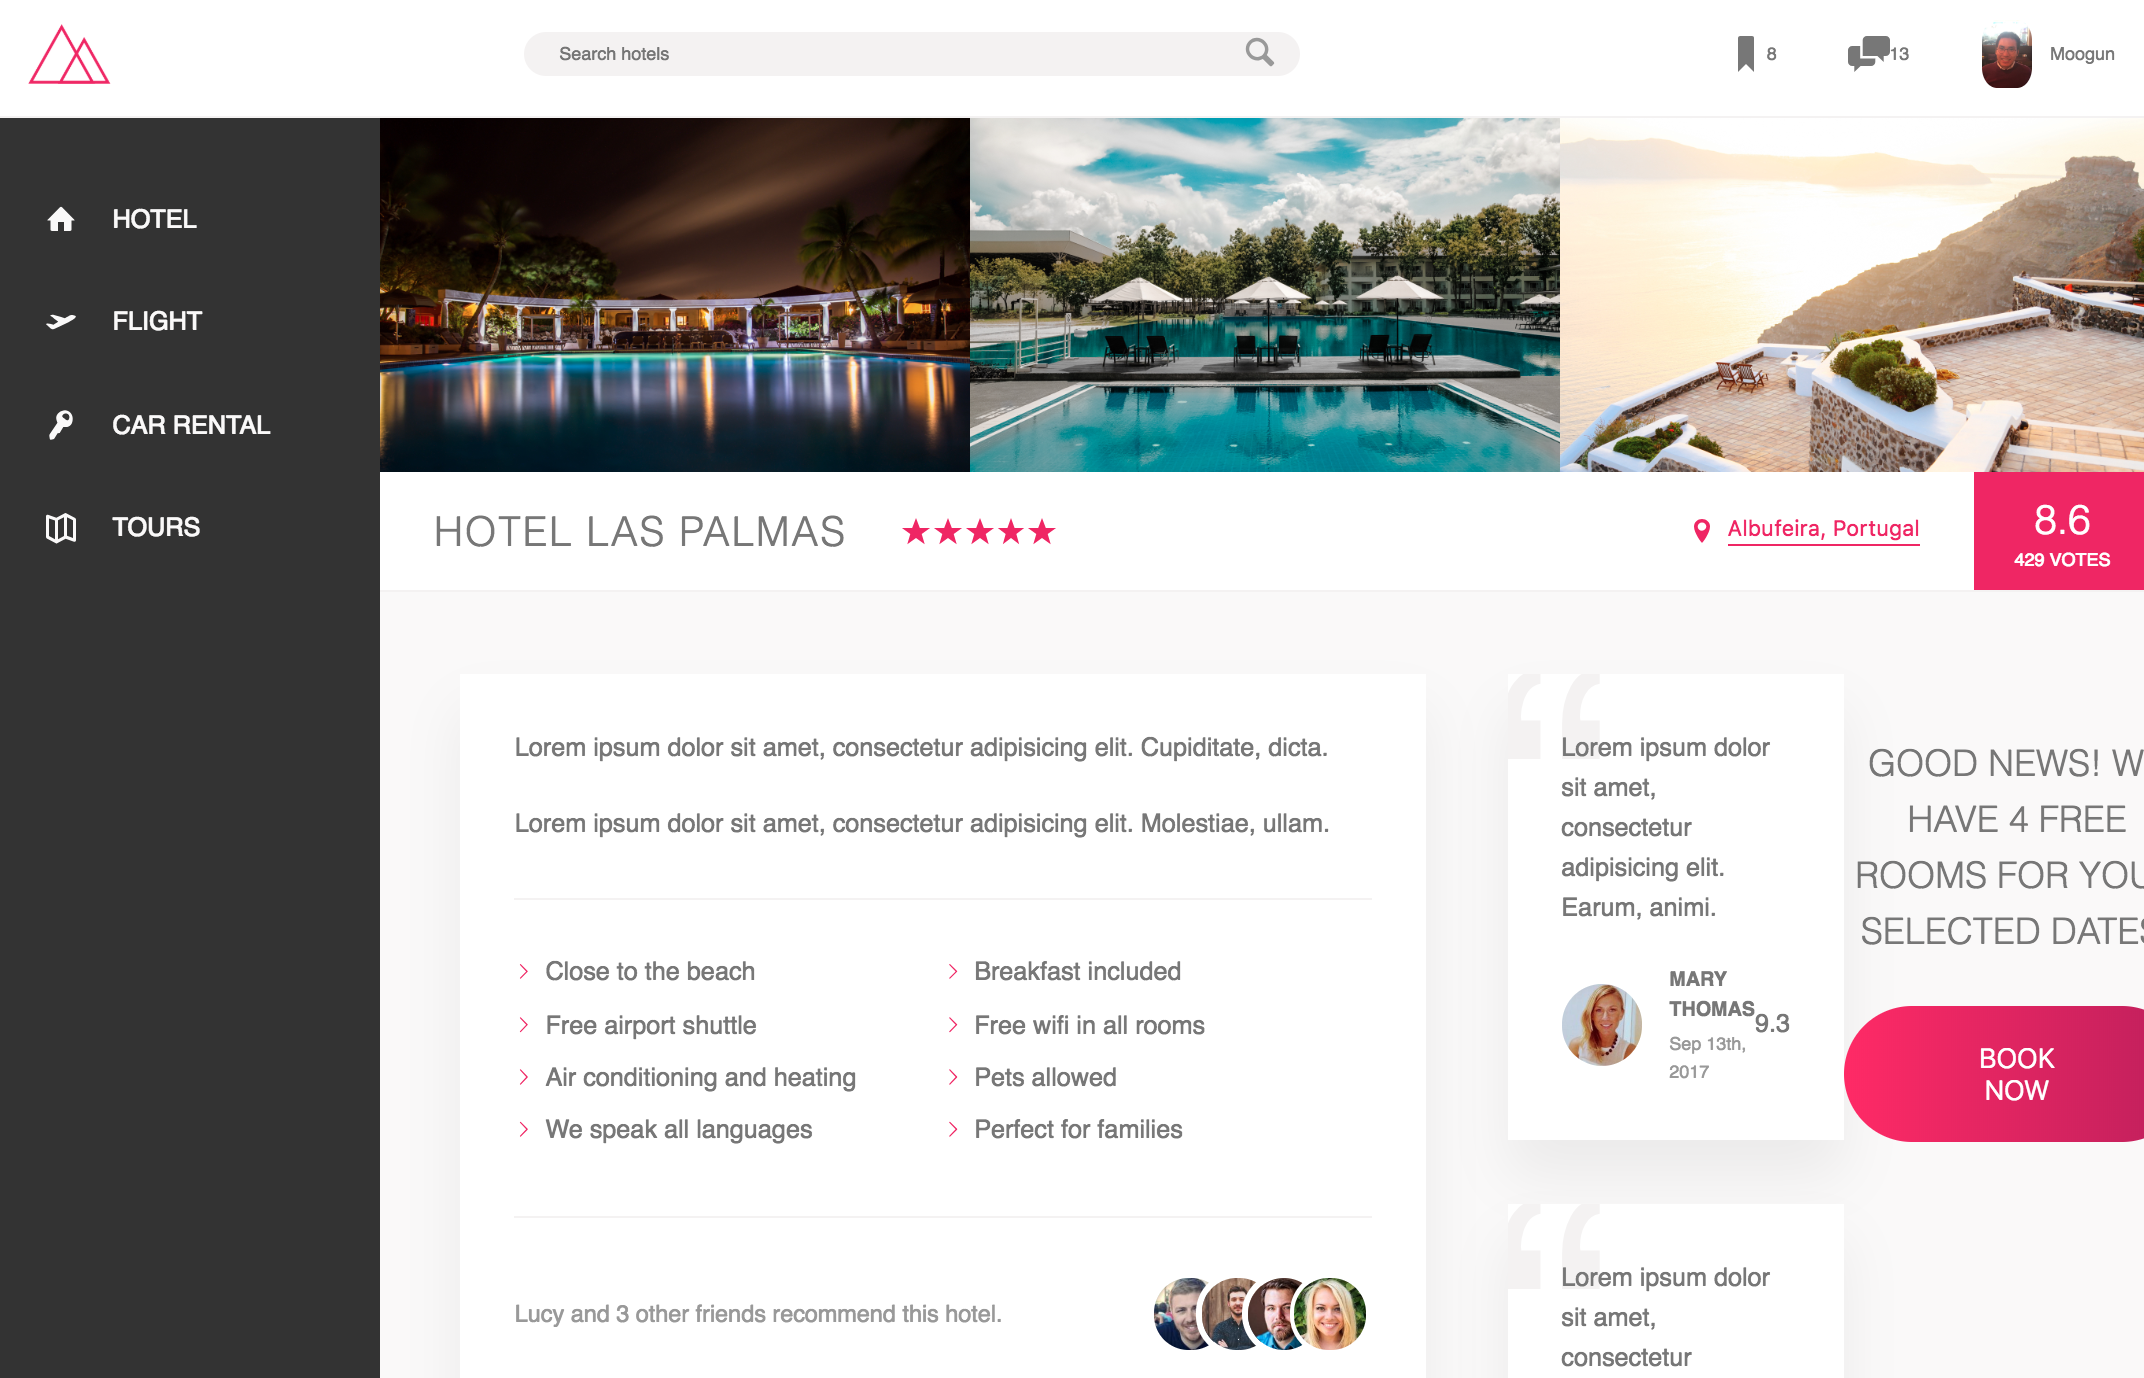 Search hotels
8
13
Moogun
HOTEL
FLIGHT
CAR RENTAL
TOURS
HOTEL LAS PALMAS
Albufeira, Portugal
8.6
429 VOTES
Lorem ipsum dolor sit amet, consectetur adipisicing elit. Cupiditate, dicta.
Lorem ipsum dolor sit amet, consectetur adipisicing elit. Molestiae, ullam.
Close to the beach
Breakfast included
Free airport shuttle
Free wifi in all rooms
Air conditioning and heating
Pets allowed
We speak all languages
Perfect for families
Lucy and 3 other friends recommend this hotel.
“
Lorem ipsum dolor
sit amet,
consectetur
adipisicing elit.
Earum, animi.
MARY
THOMAS
9.3
Sep 13th,
2017
“
Lorem ipsum dolor
sit amet,
consectetur
GOOD NEWS! W
HAVE 4 FREE
ROOMS FOR YOU
SELECTED DATES
BOOK
NOW